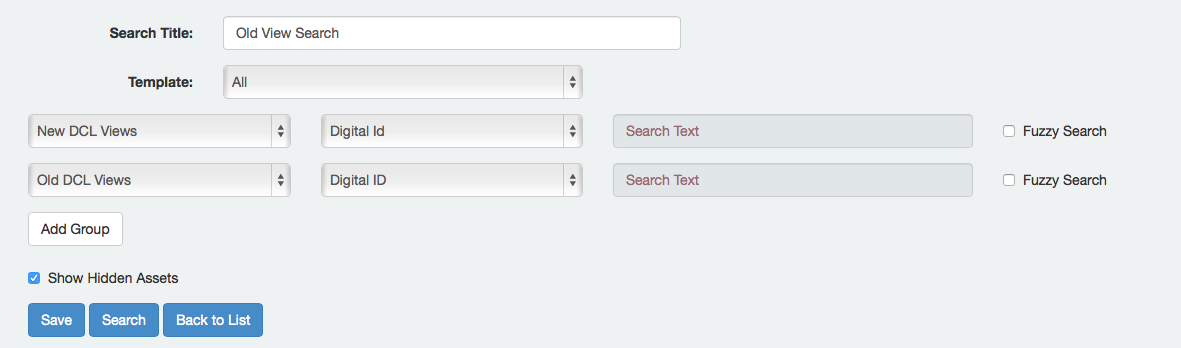 Search Title: Old View Search
Template: All
New DCL Views Digital Id Search Text Fuzzy Search
Old DCL Views Digital ID Search Text Fuzzy Search
Add Group
Show Hidden Assets
Save Search Back to List